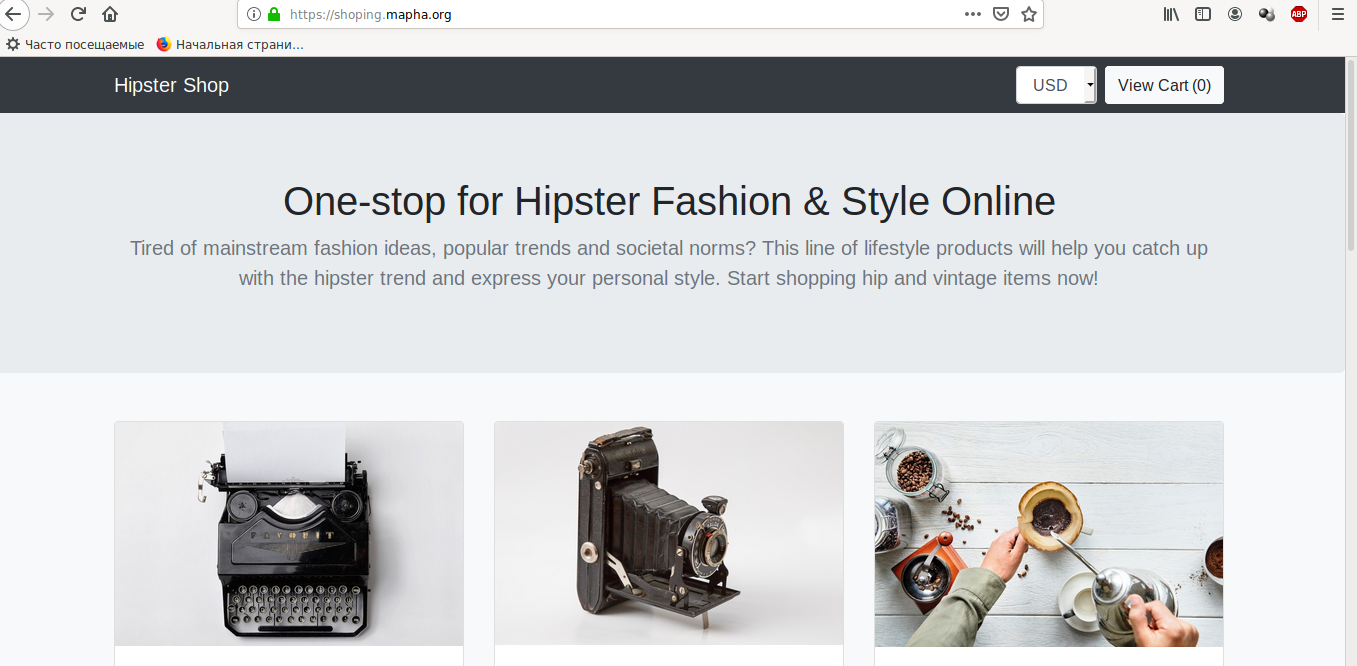 https://shoping.mapha.org
ABP
Часто посещаемые
Начальная страни...
Hipster Shop
USD
View Cart (0)
One-stop for Hipster Fashion & Style Online
Tired of mainstream fashion ideas, popular trends and societal norms? This line of lifestyle products will help you catch up
with the hipster trend and express your personal style. Start shopping hip and vintage items now!
FAVORIT